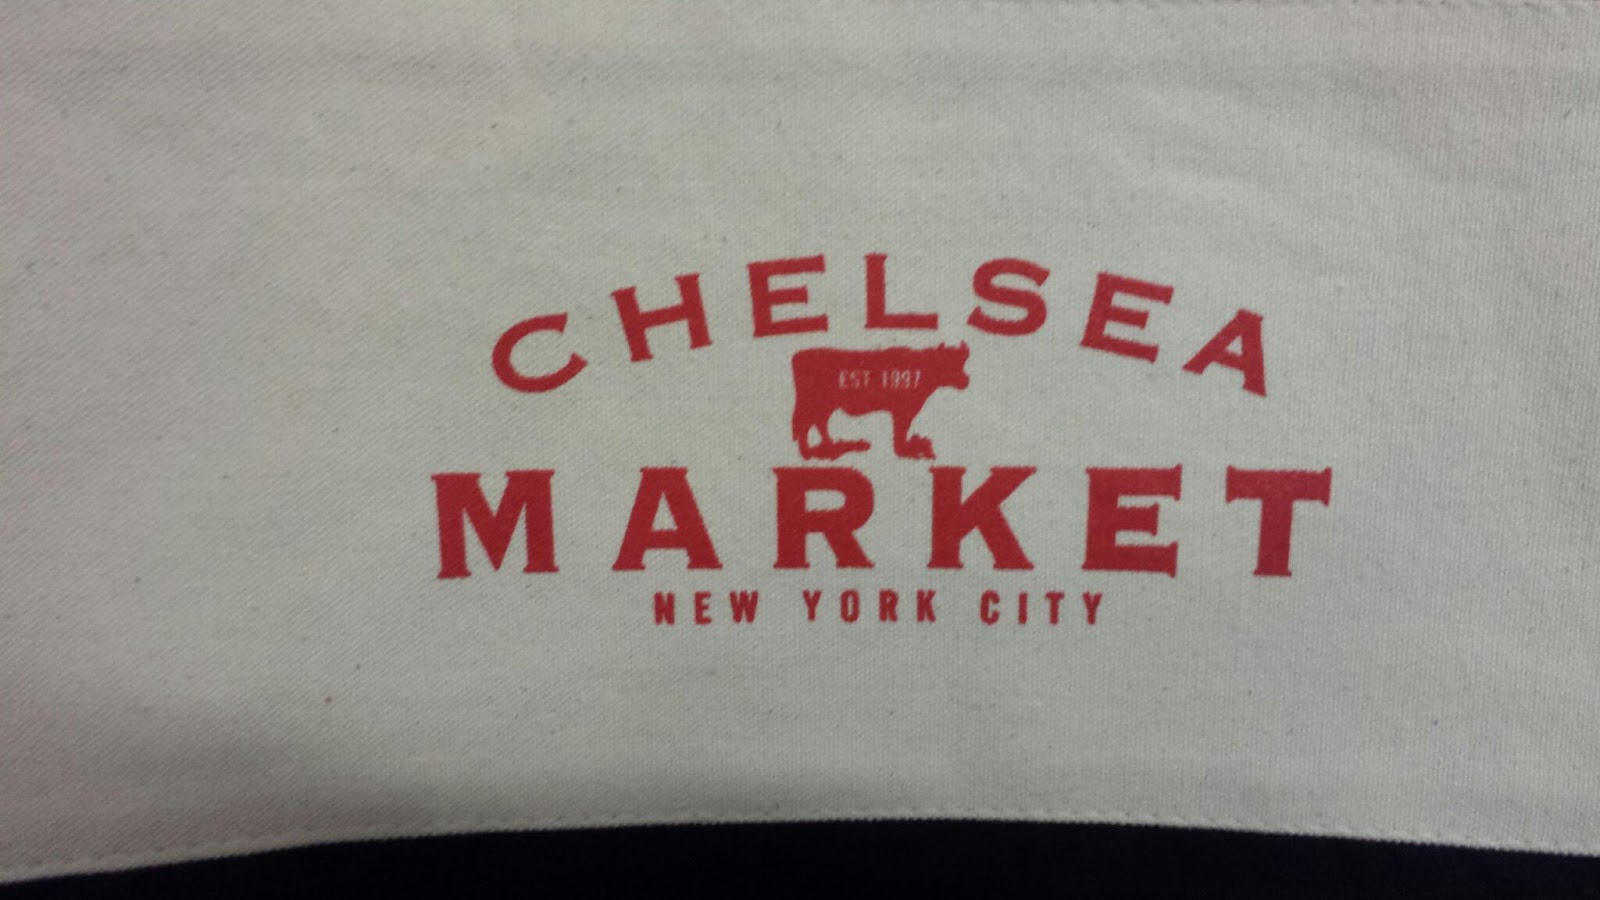 CHELSEA
EST 1997
MARKET
NEW YORK CITY